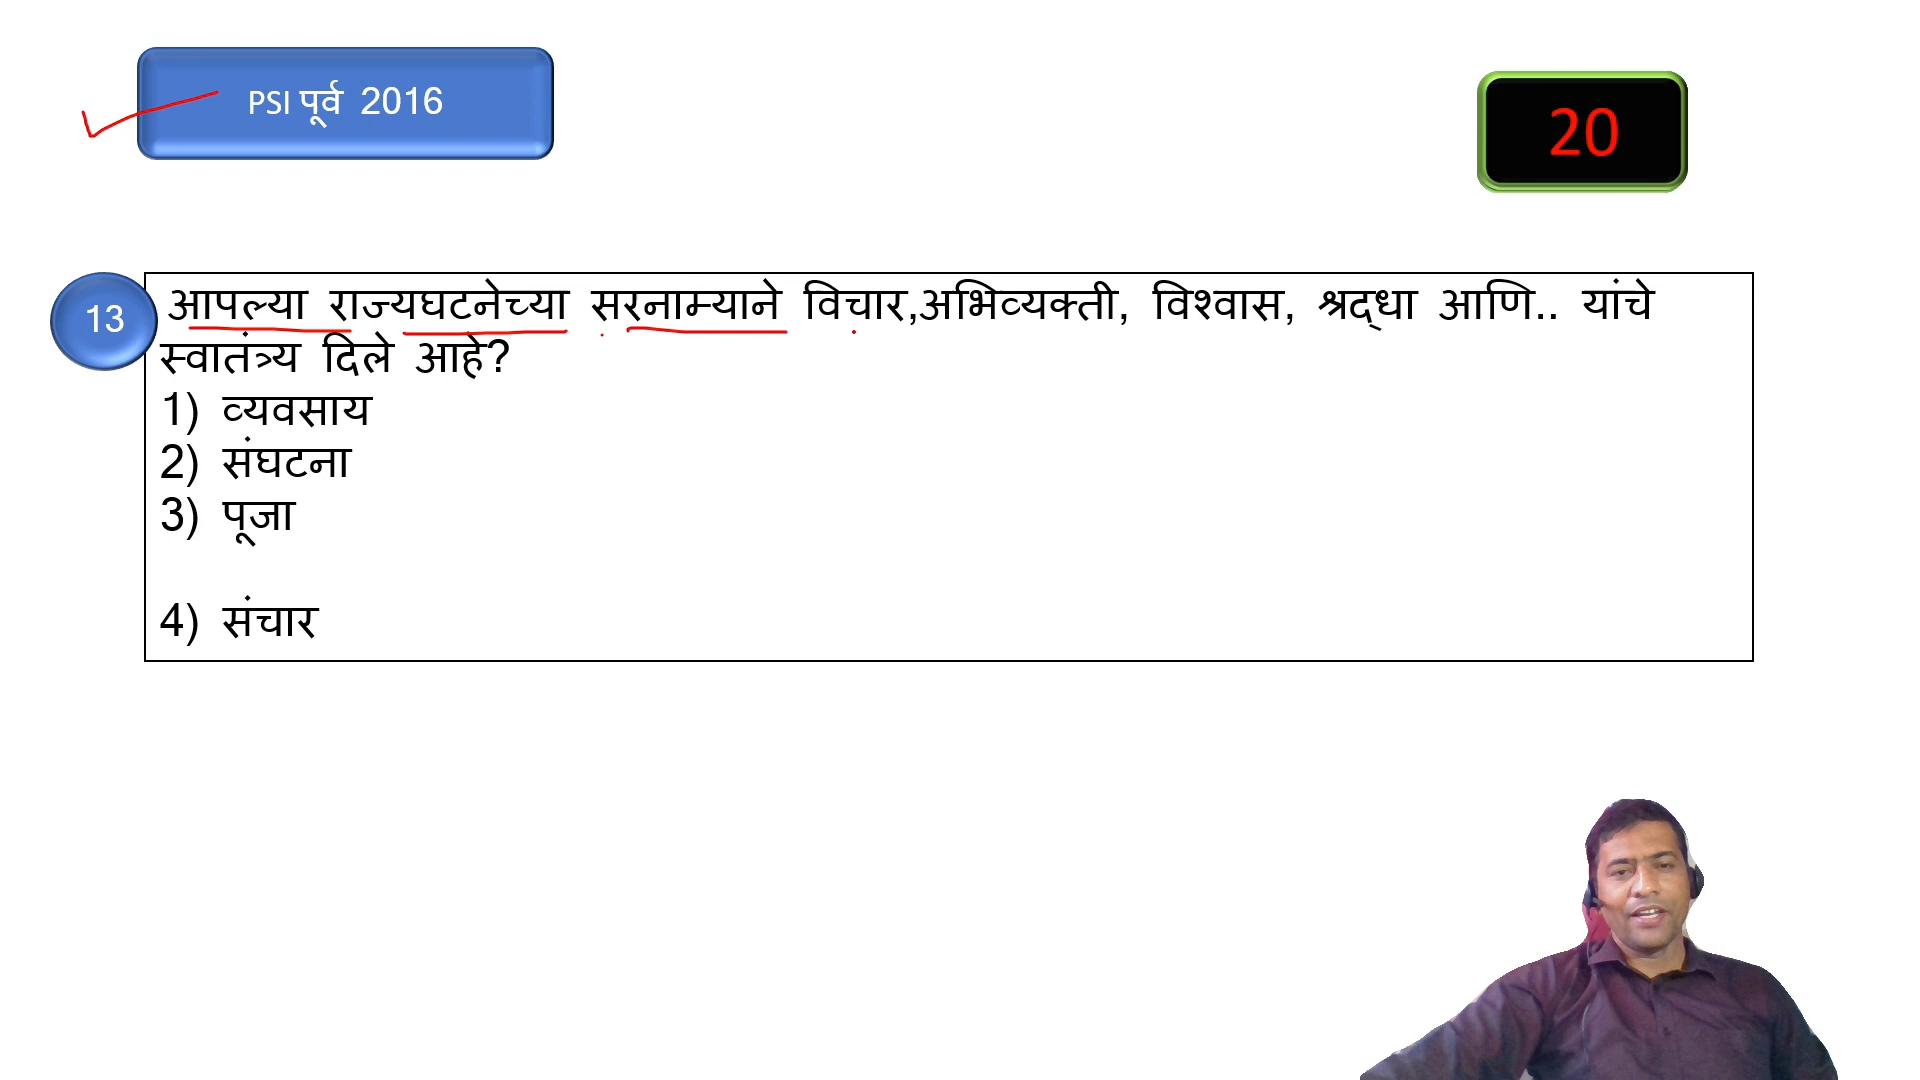 PSI पूर्व 2016
20
13
आपल्या राज्यघटनेच्या सरनाम्याने विचार,अभिव्यक्ती, विश्वास, श्रद्धा आणि.. यांचे
स्वातंत्र्य दिले आहे?
1) व्यवसाय
2) संघटना
3) पूजा
4) संचार